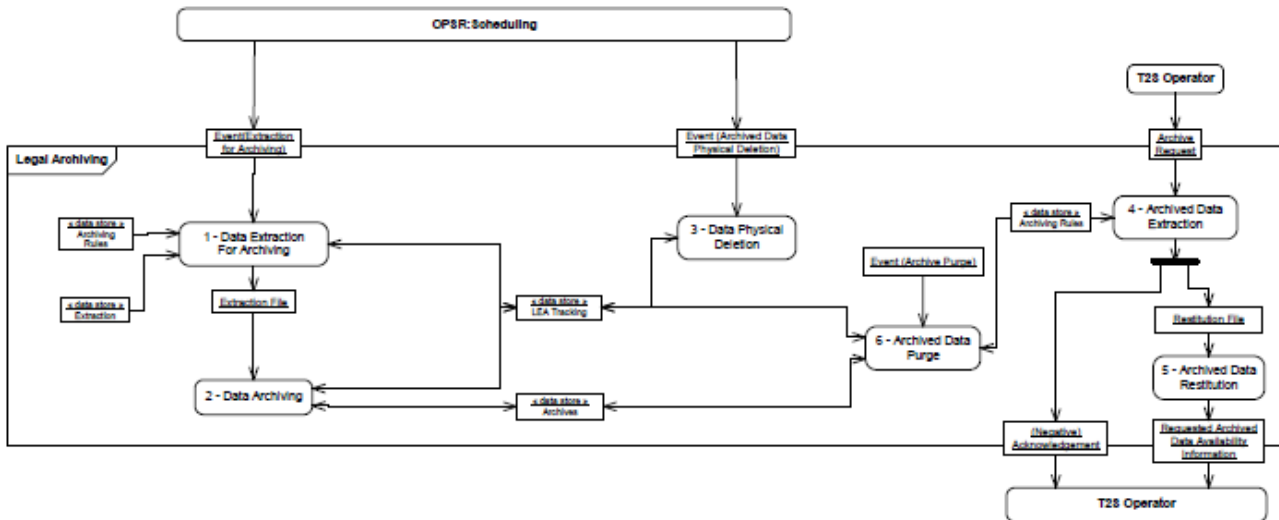 OPSR:Scheduling
T2S Operator
Event(Extraction
for Archiving)
Event (Archived Data
Physical Deletion)
Archive
Request
Legal Archiving
« data store »
Archiving
Rules
1 - Data Extraction
For Archiving
3 - Data Physical
Deletion
« data store »
Archiving Rules
4 - Archived Data
Extraction
Event (Archive Purge)
« data store »
Extraction
Extraction File
« data store »
LEA Tracking
Restitution File
6 - Archived Data
Purge
5 - Archived Data
Restitution
2 - Data Archiving
« data store »
Archives
(Negative)
Acknowledgement
Requested Archived
Data Availability
Information
T2S Operator